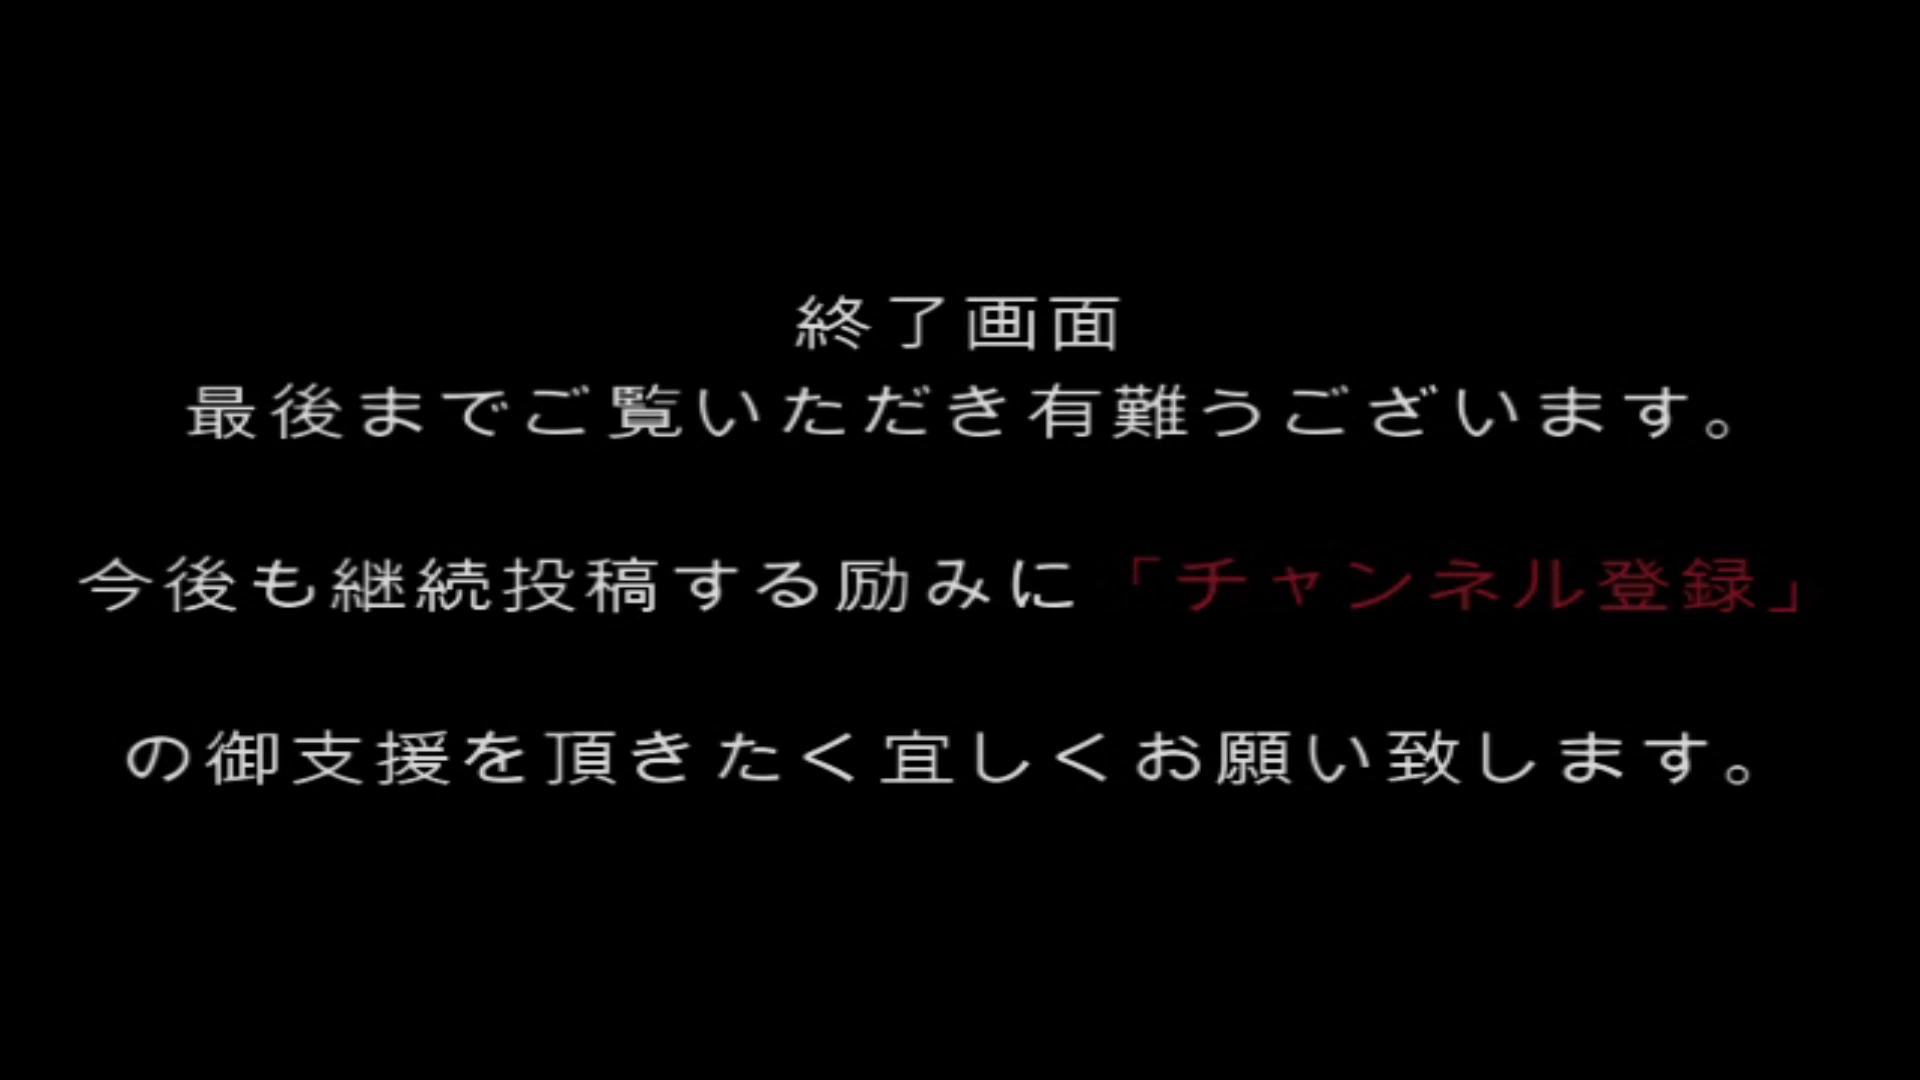 終了画面
最後までご覧いただき有難うございます。
今後も継続投稿する励みに「チャンネル登録」
の御支援を頂きたく宜しくお願い致します。